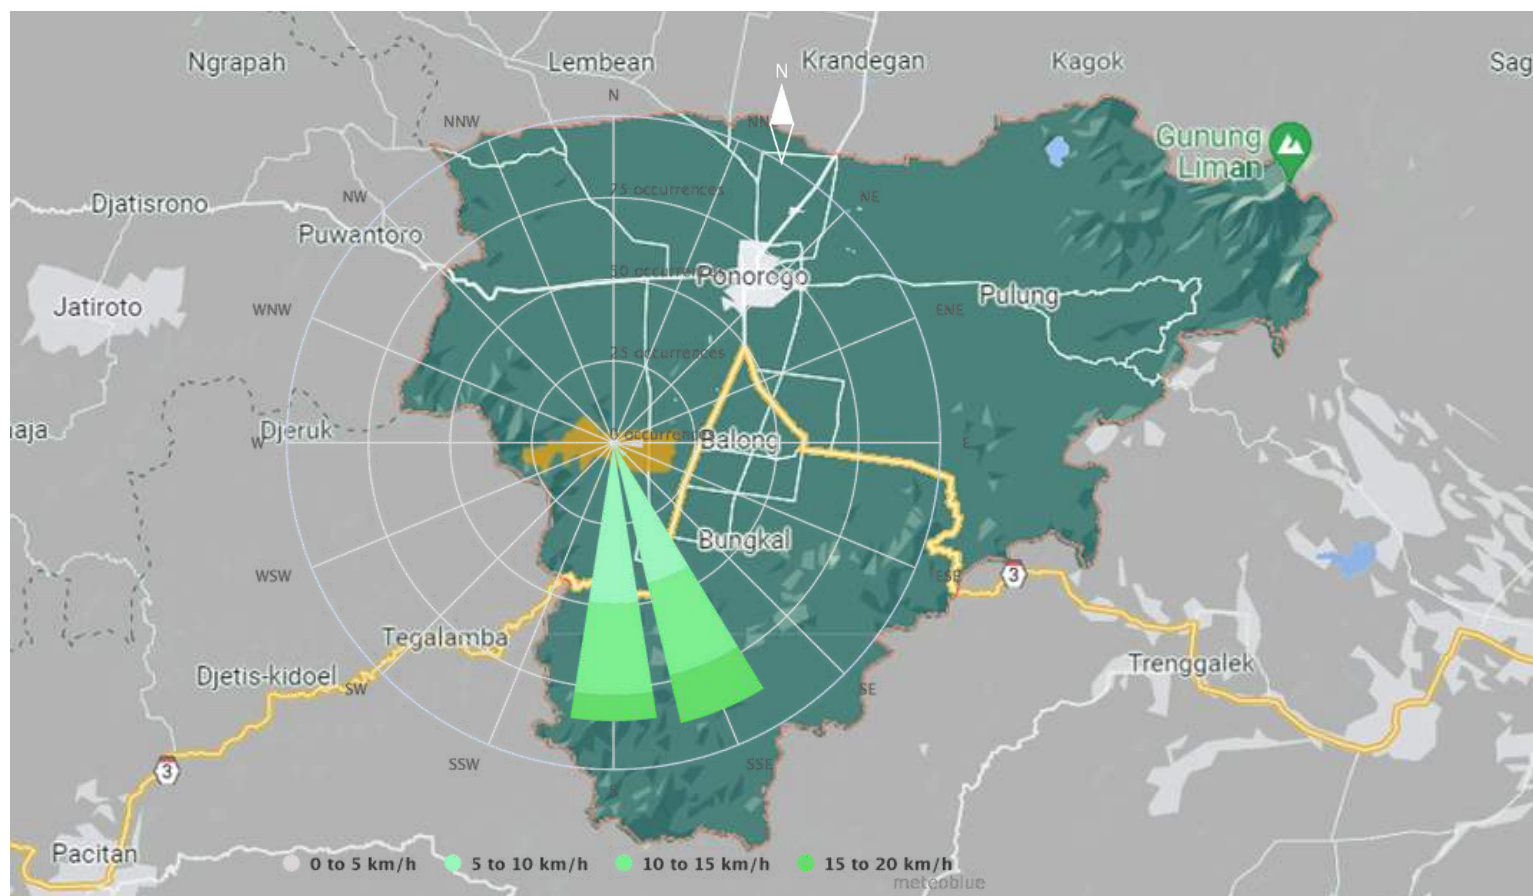 Ngrapah
Lembean
Krandegan
Kagok
Sag
N
N
NNW
NNE
Gunung
Liman
NW
75 occurrences
NE
Djatisrono
Puwantoro
50 occurrences
Ponorogo
Pulung
Jatiroto
WNW
ENE
25 occurrences
Djeruk
aja
W
0 occurrences
Balong
E
Bungkal
WSW
ESE
3
Tegalamba
Djetis-kidoel
SW
SE
Trenggalek
SSW
SSE
3
S
Pacitan
0 to 5 km/h
5 to 10 km/h
10 to 15 km/h
15 to 20 km/h
meteoblue